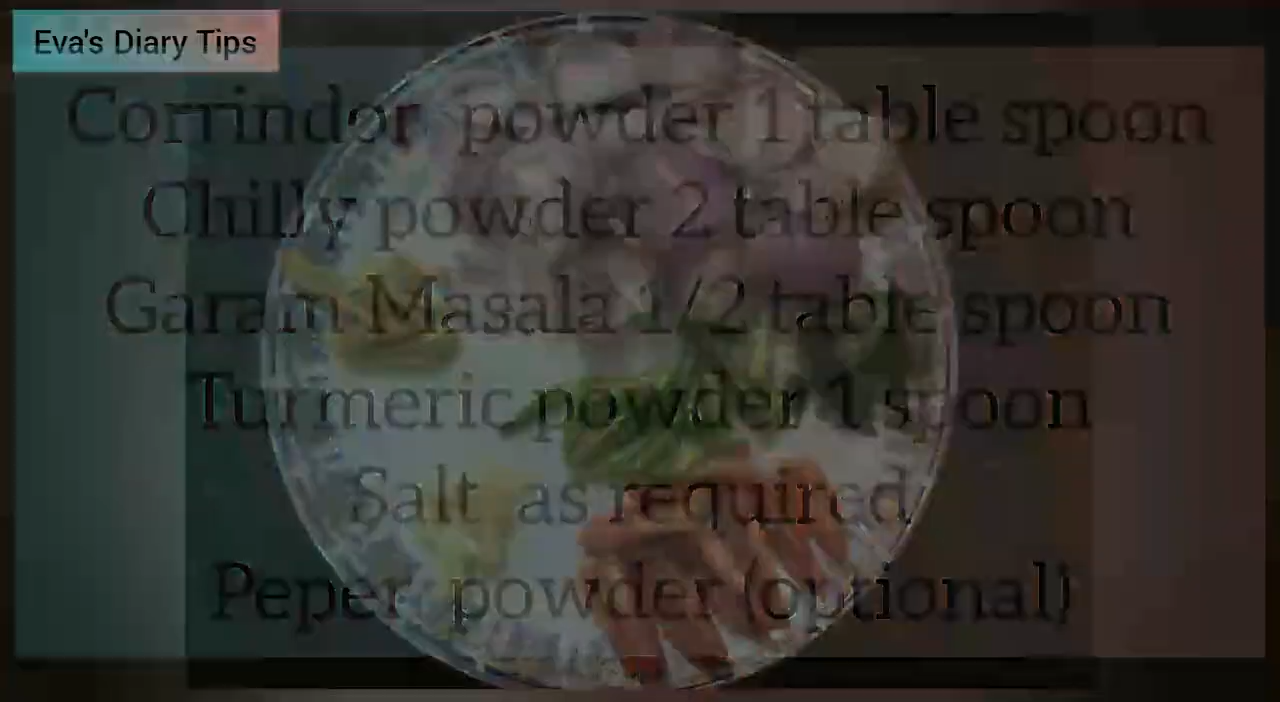 Eva's Diary Tips
Corrindor powder 1 table spoon
Chilly powder 2 table spoon
Garam Masala 1/2 table spoon
Turmeric powder 1 spoon
Salt as required
Peper powder (optional)